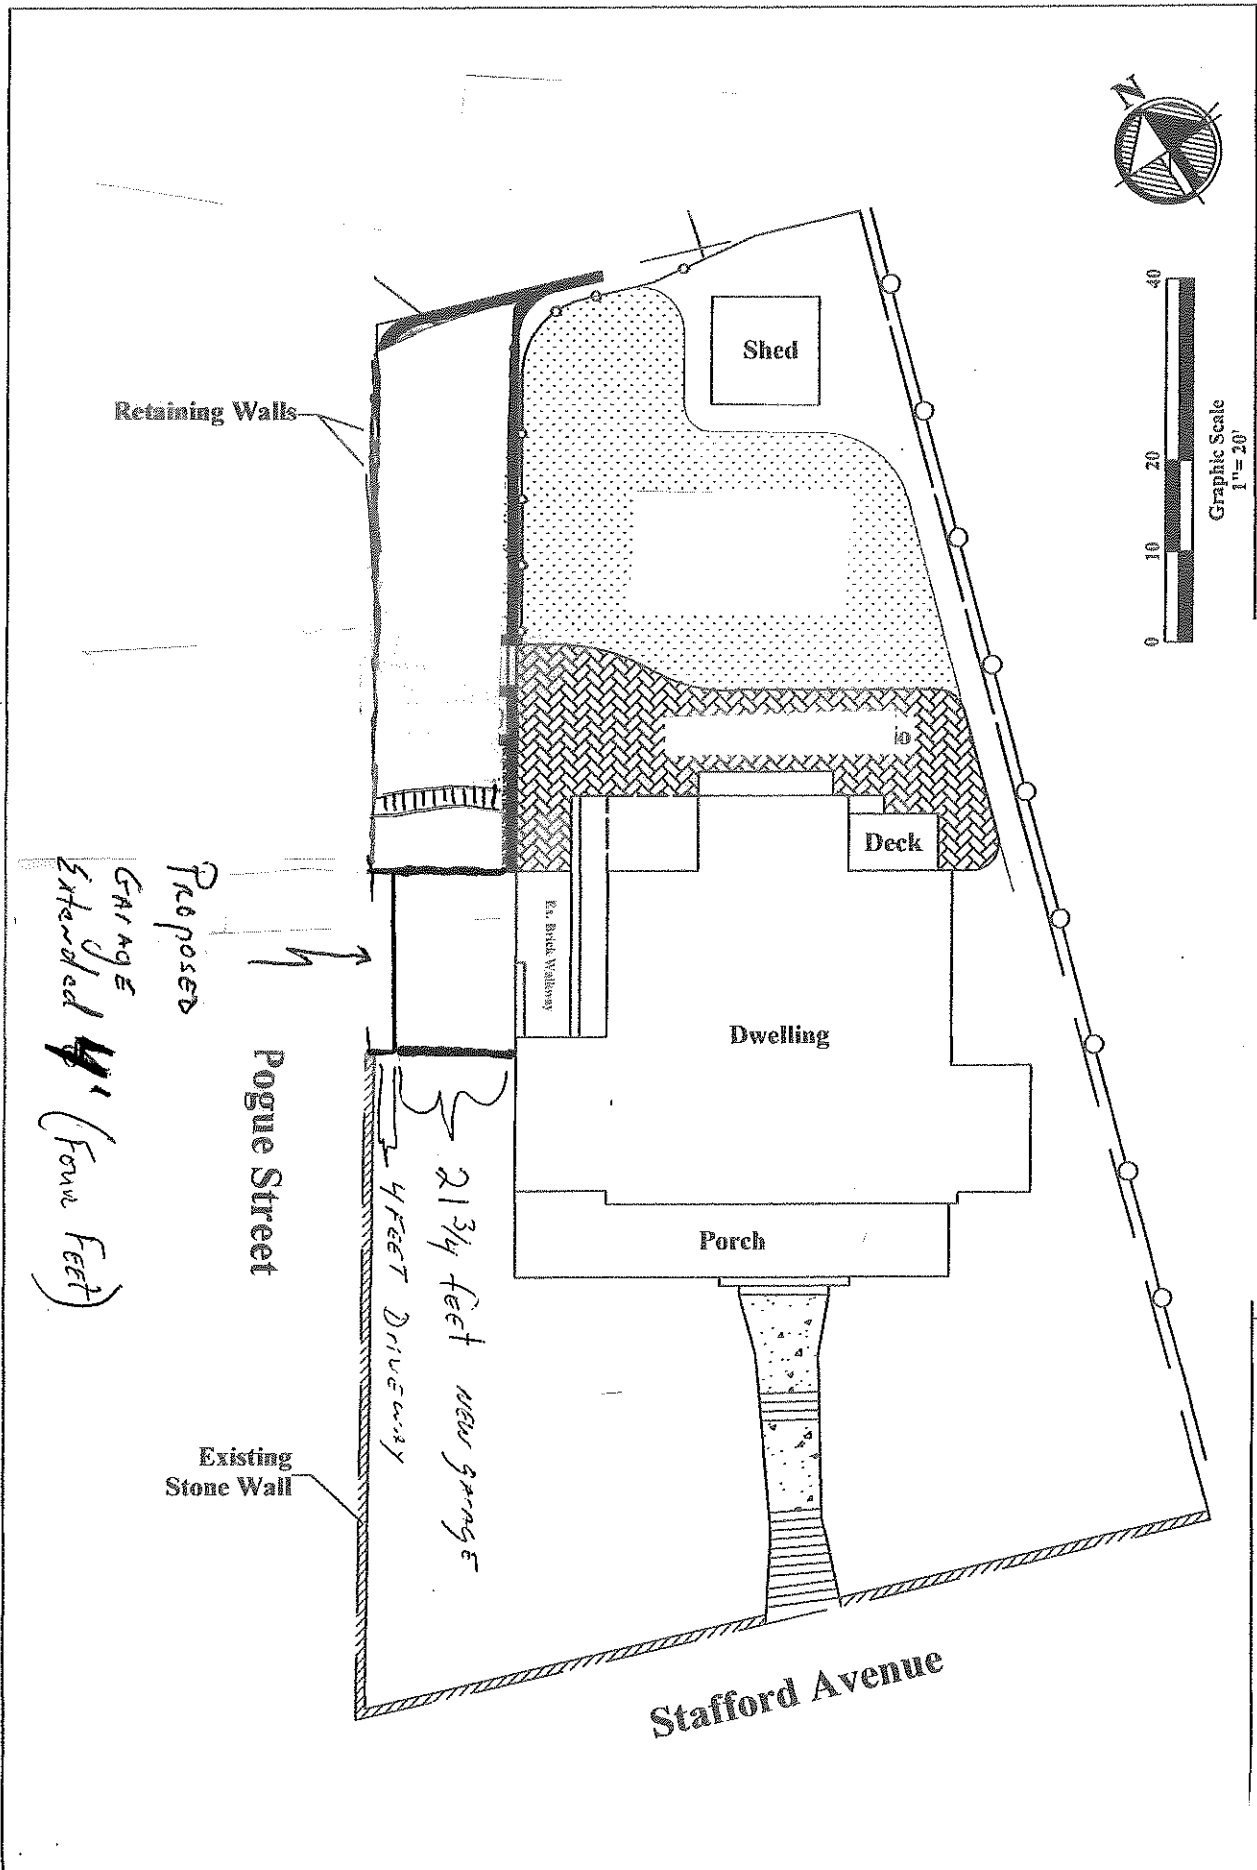 N
40
20
10
0
Graphic Scale
1"= 20'
Shed
Retaining Walls
io
Deck
Ex. Brick Walkway
Dwelling
Porch
Proposed
Garage
Extended 4' (Four Feet)
Pogue Street
21 3/4 feet new garage
4 Feet Driveway
Existing
Stone Wall
Stafford Avenue